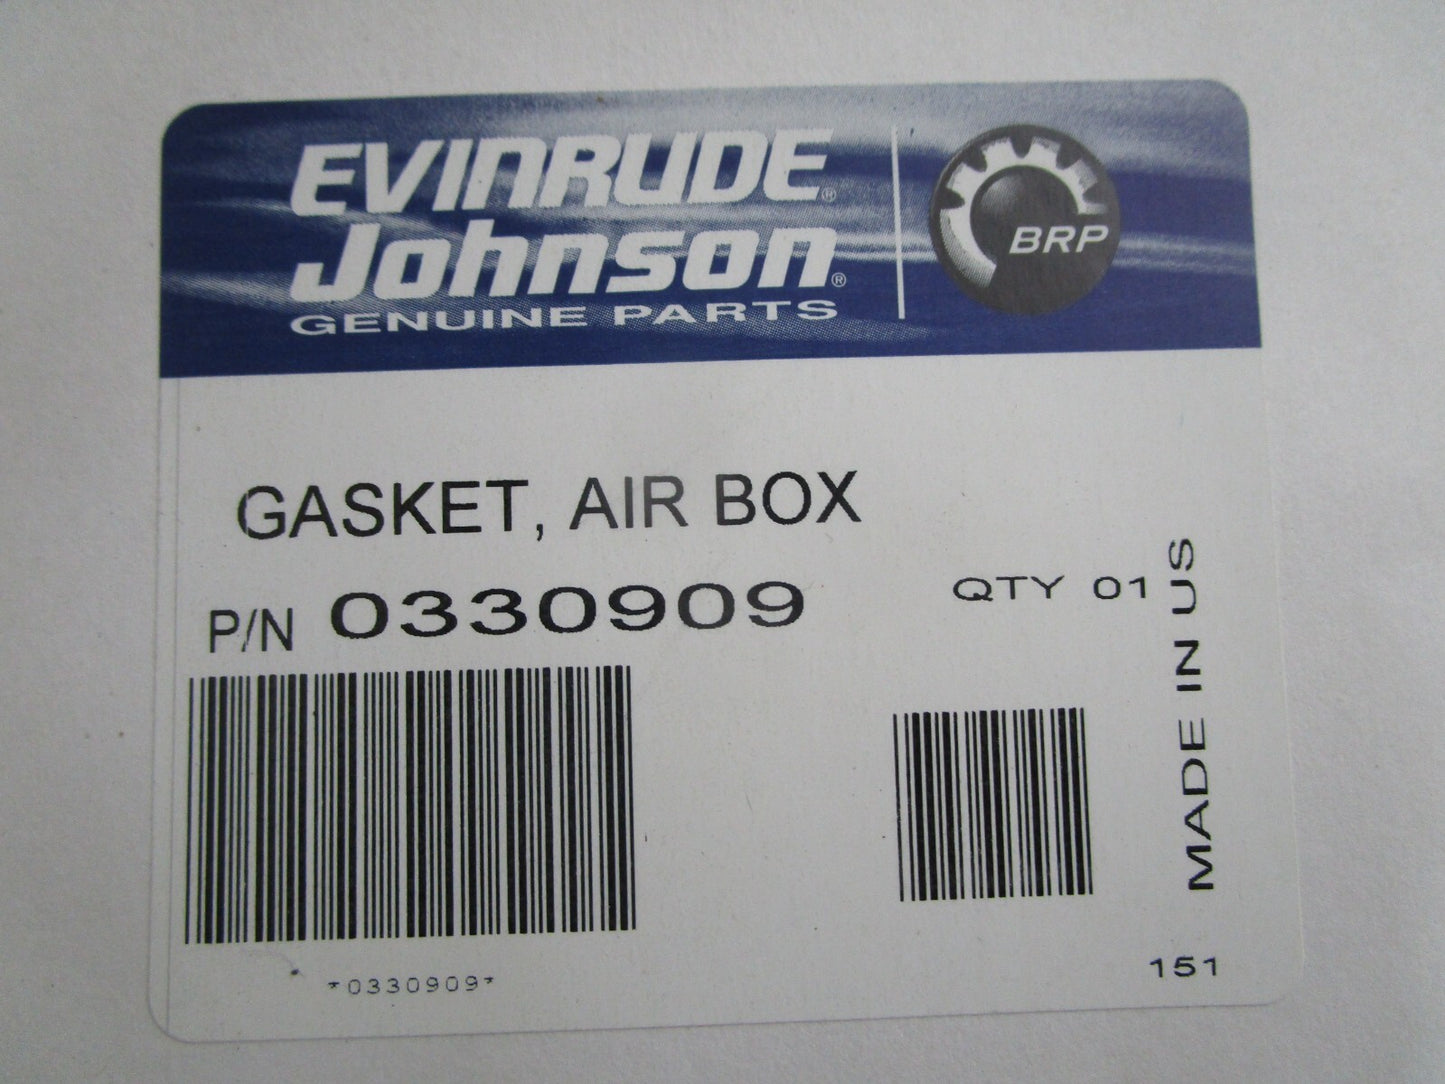 EVINRUDE®
Johnson®
GENUINE PARTS
BRP
GASKET, AIR BOX
P/N 0330909
QTY 01
MADE IN US
*0330909*
151